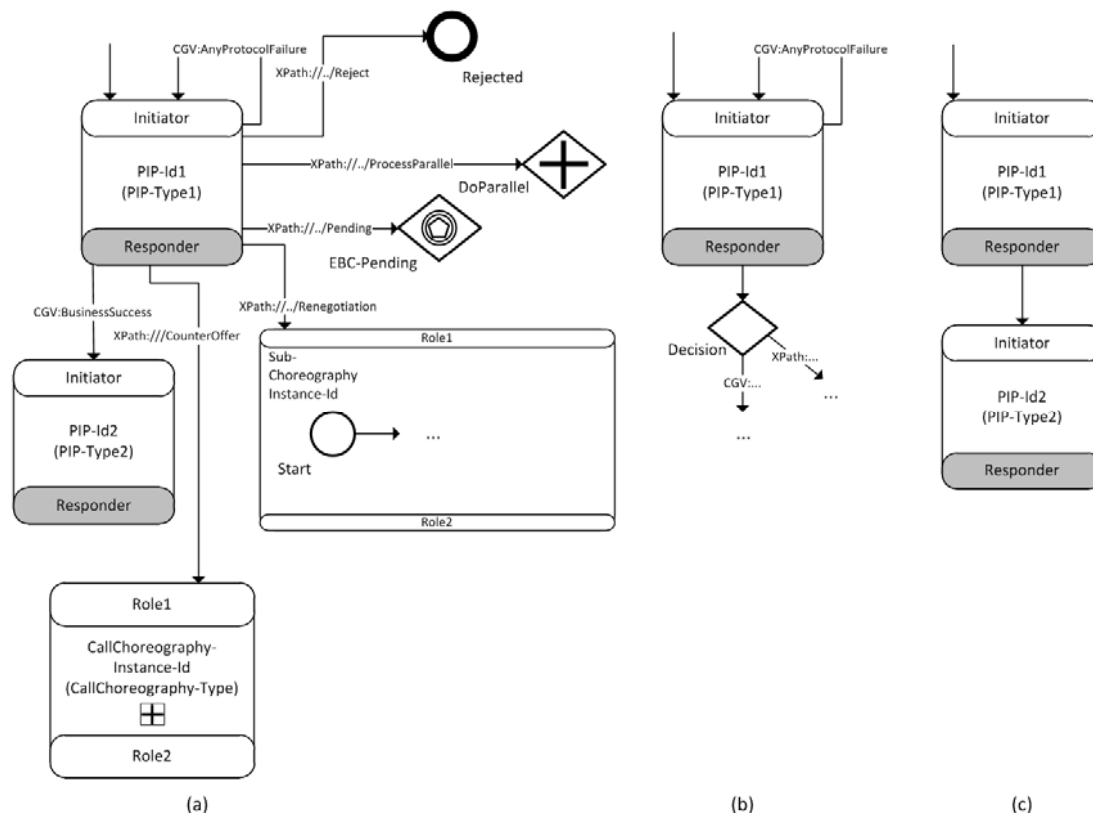 CGV:AnyProtocolFailure
XPath://../Reject
Rejected
Initiator
PIP-Id1
(PIP-Type1)
Responder
XPath://../ProcessParallel
DoParallel
XPath://../Pending
EBC-Pending
XPath://../Renegotiation
CGV:BusinessSuccess
XPath:///CounterOffer
Initiator
PIP-Id2
(PIP-Type2)
Responder
Role1
Sub-
Choreography
Instance-Id
Start
...
Role2
Role1
CallChoreography-
Instance-Id
(CallChoreography-Type)
Role2
(a)
CGV:AnyProtocolFailure
Initiator
PIP-Id1
(PIP-Type1)
Responder
Decision
XPath:...
CGV:...
...
...
(b)
Initiator
PIP-Id1
(PIP-Type1)
Responder
Initiator
PIP-Id2
(PIP-Type2)
Responder
(c)